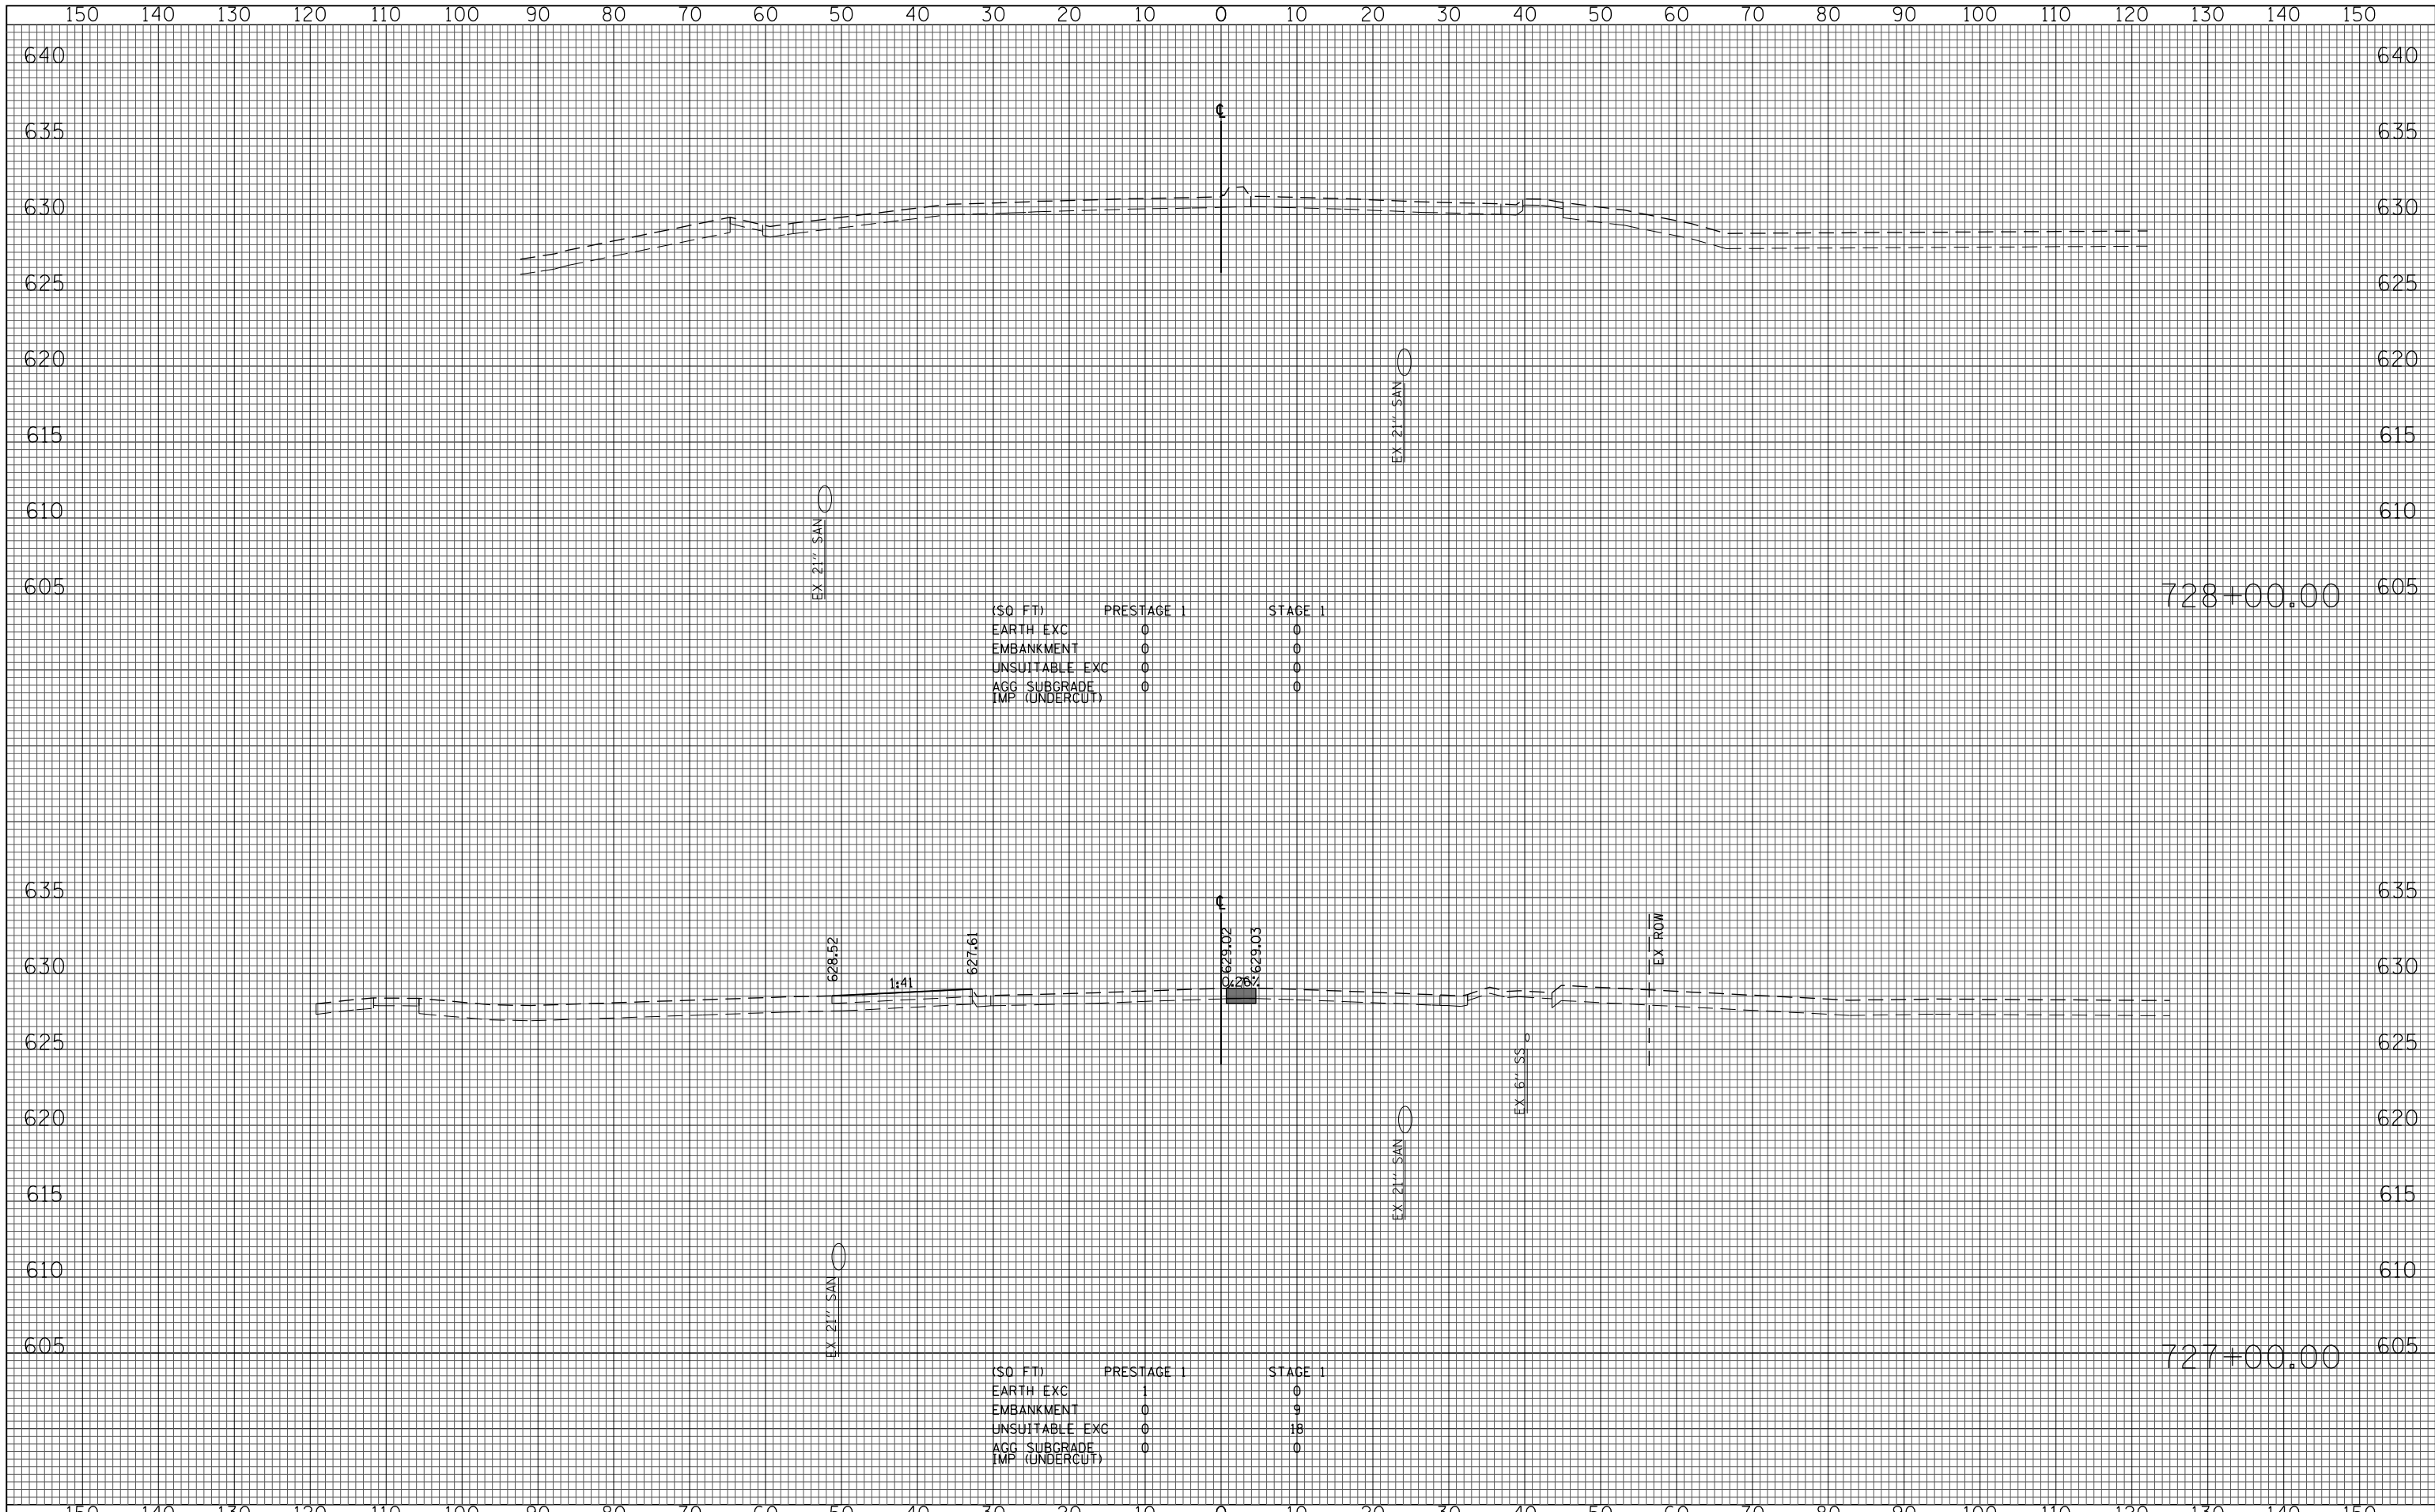 150 140 130 120 110 100 90 80 70 60 50 40 30 20 10 0 10 20 30 40 50 60 70 80 90 100 110 120 130 140 150
640 640
℄
635 635
630 630
625 625
620 620
EX 21" SAN
615 615
610 610
EX 21" SAN
605 605
728+00.00
(SQ FT) PRESTAGE 1 STAGE 1
EARTH EXC 0 0
EMBANKMENT 0 0
UNSUITABLE EXC 0 0
AGG SUBGRADE 0 0
IMP (UNDERCUT)
635 635
℄
628.52 627.61 629.02 629.03 EX ROW
630 630
1:41 0.26%
625 625
EX 6" SS
620 620
EX 21" SAN
615 615
610 610
EX 21" SAN
605 605
727+00.00
(SQ FT) PRESTAGE 1 STAGE 1
EARTH EXC 1 0
EMBANKMENT 0 9
UNSUITABLE EXC 0 18
AGG SUBGRADE 0 0
IMP (UNDERCUT)
150 140 130 120 110 100 90 80 70 60 50 40 30 20 10 0 10 20 30 40 50 60 70 80 90 100 110 120 130 140 150